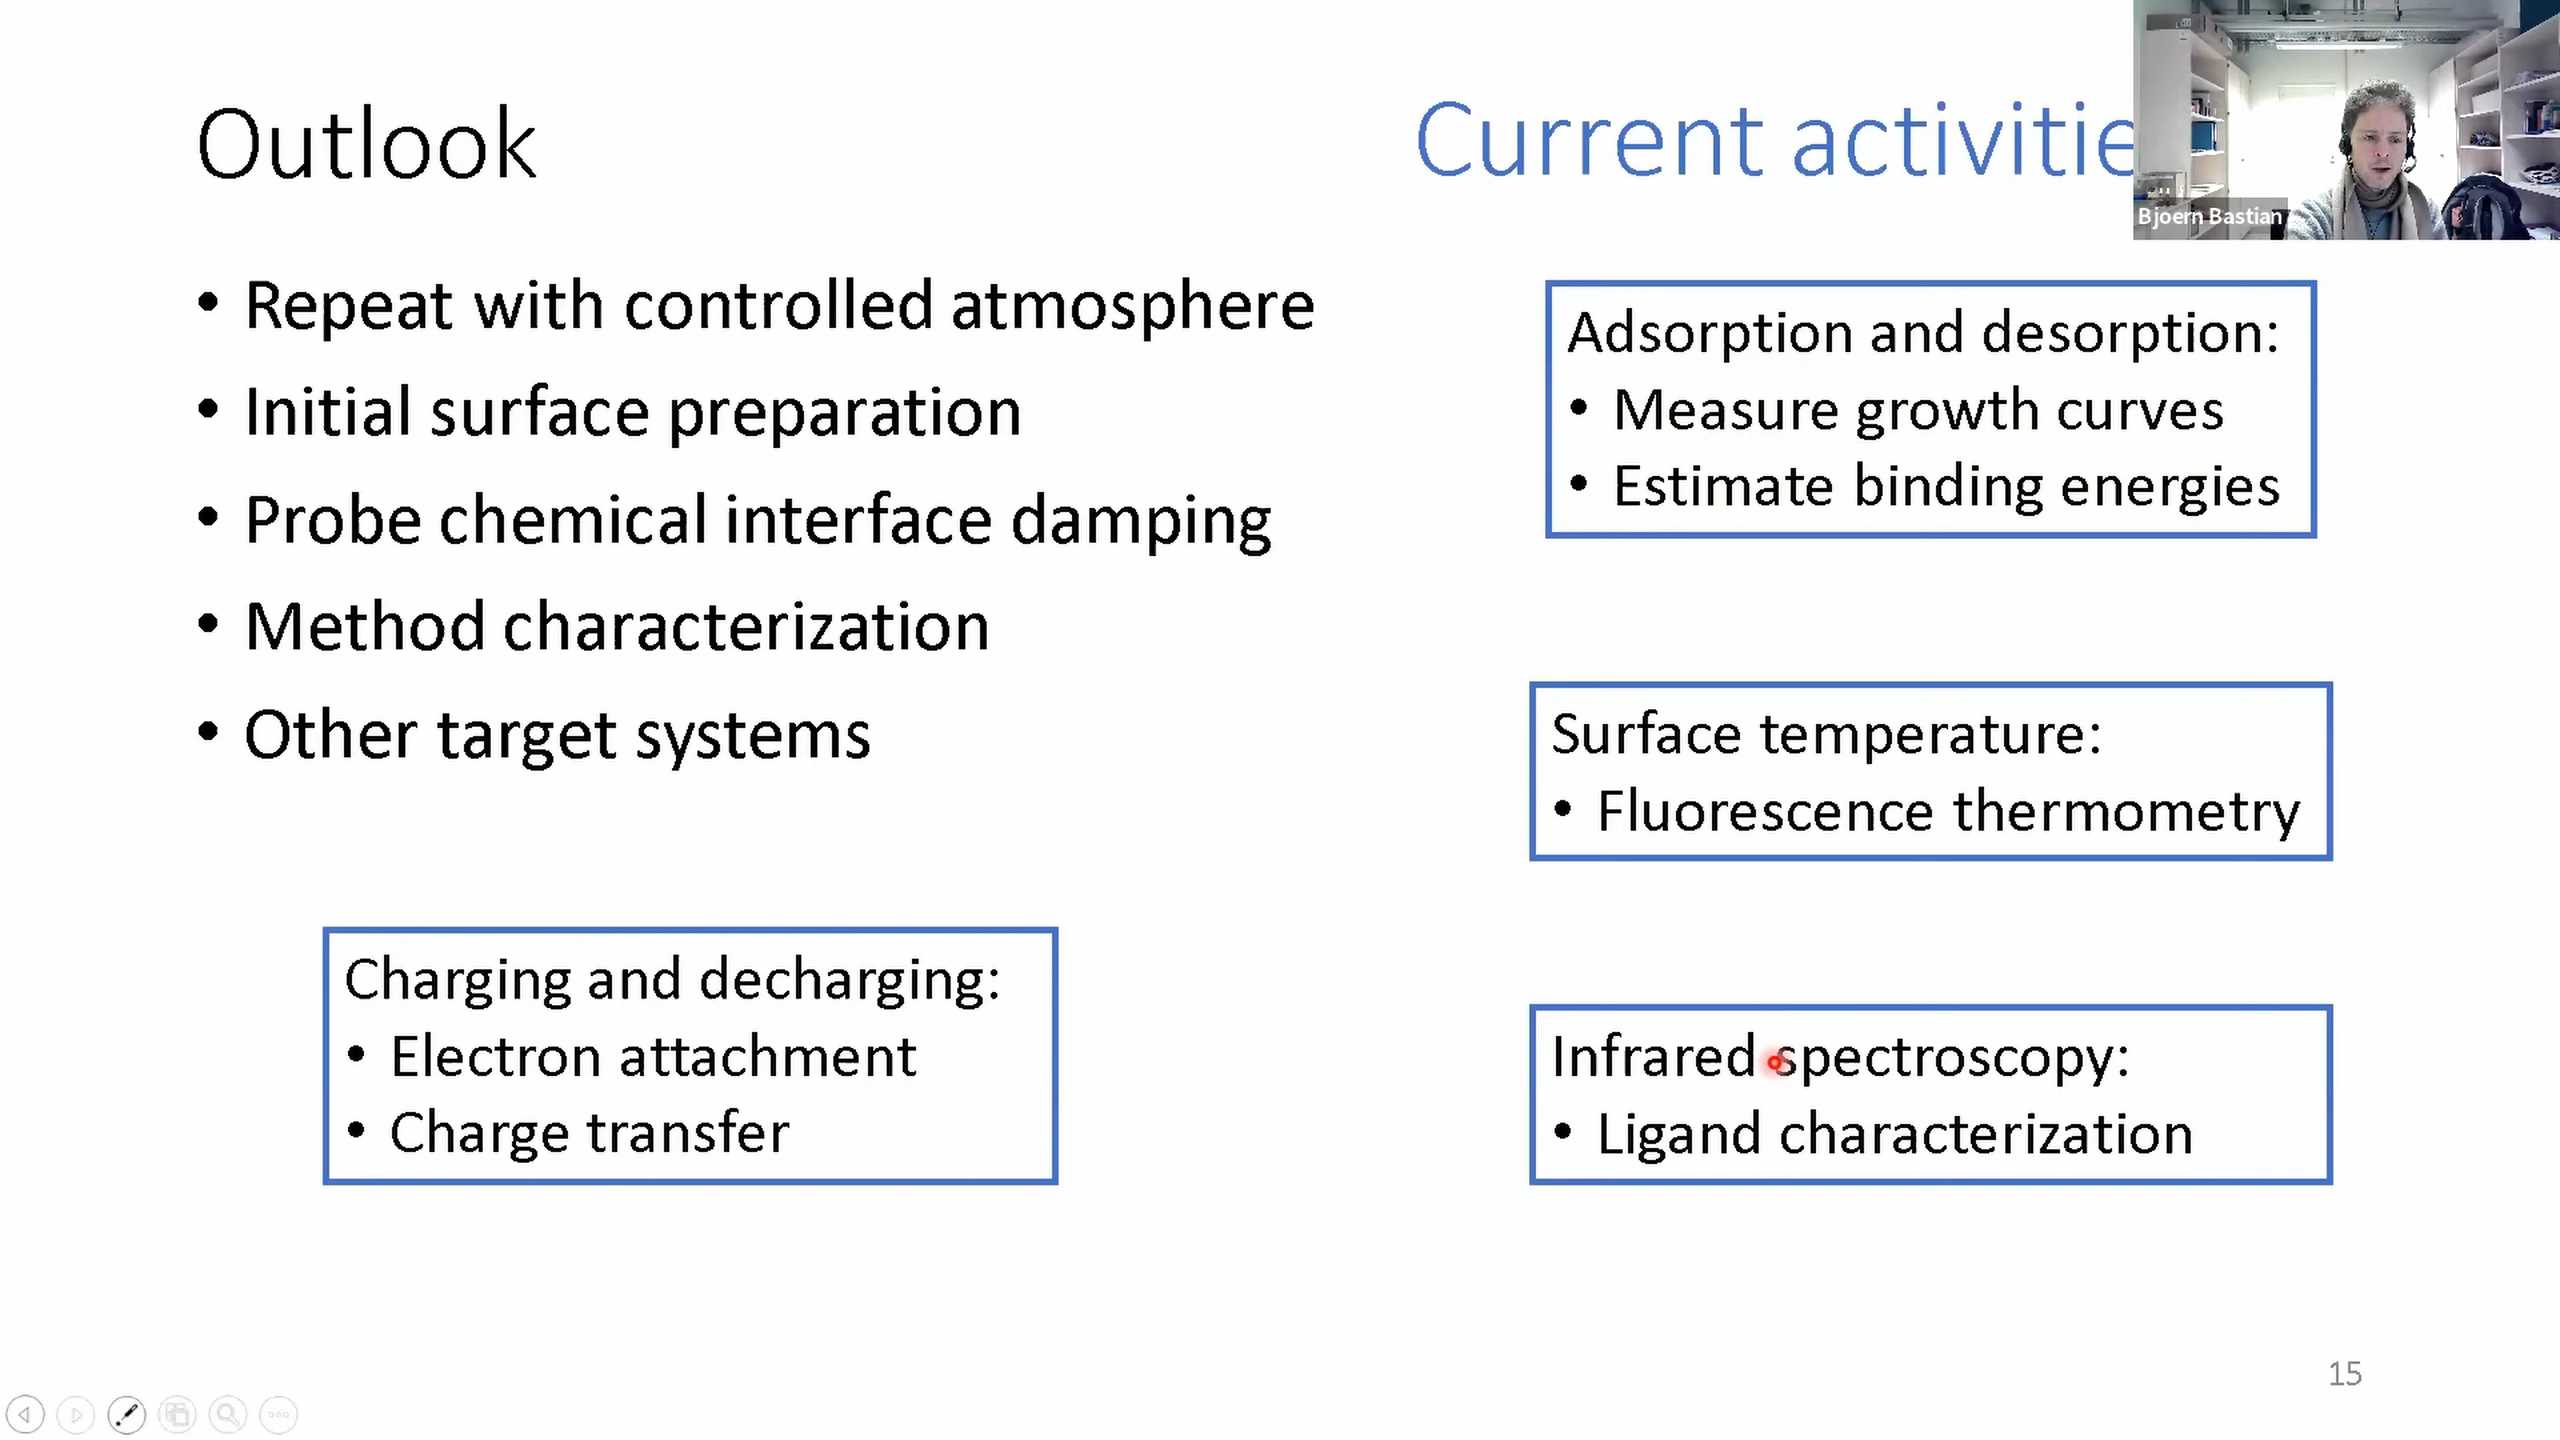 Outlook
Current activitie
Bjoern Bastian
• Repeat with controlled atmosphere
• Initial surface preparation
• Probe chemical interface damping
• Method characterization
• Other target systems
Adsorption and desorption:
• Measure growth curves
• Estimate binding energies
Surface temperature:
• Fluorescence thermometry
Charging and decharging:
• Electron attachment
• Charge transfer
Infrared spectroscopy:
• Ligand characterization
15